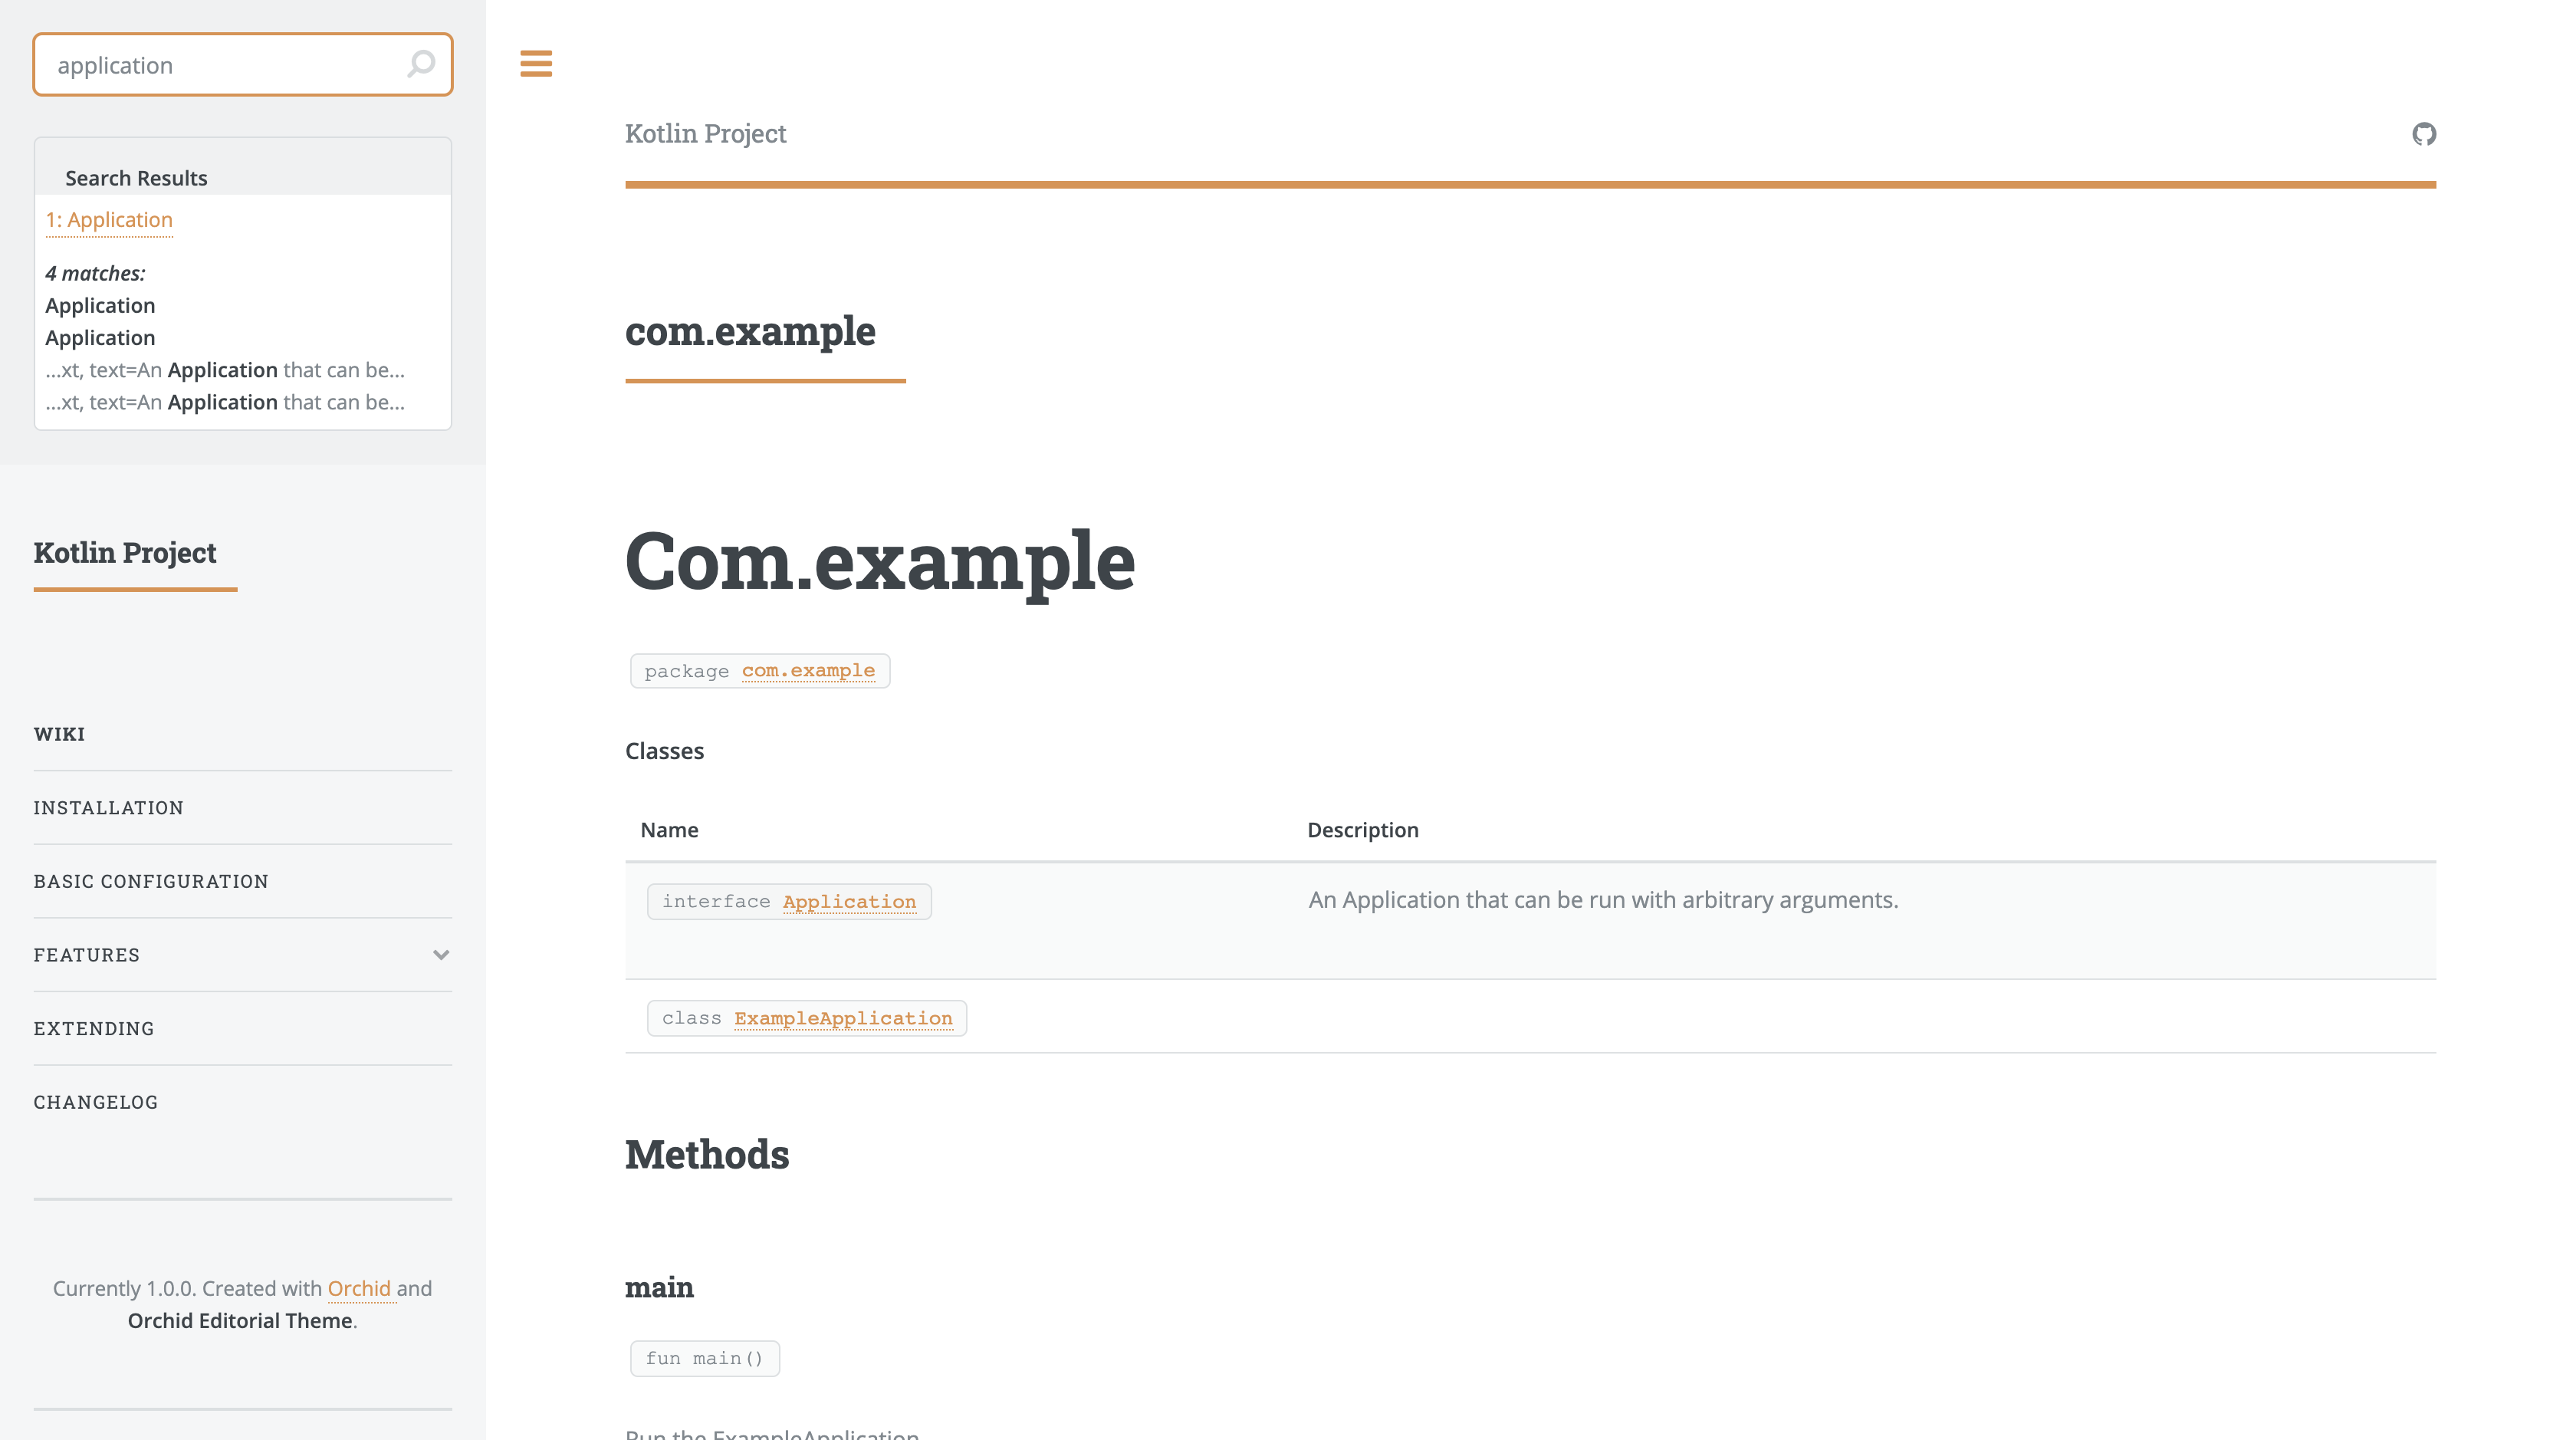 application
Search Results
1: Application
4 matches:
Application
Application
...xt, text=An Application that can be...
...xt, text=An Application that can be...
Kotlin Project
WIKI
INSTALLATION
BASIC CONFIGURATION
FEATURES
EXTENDING
CHANGELOG
Currently 1.0.0. Created with Orchid and
Orchid Editorial Theme.
Kotlin Project
com.example
Com.example
package com.example
Classes
Name Description
interface Application An Application that can be run with arbitrary arguments.
class ExampleApplication
Methods
main
fun main()
Run the ExampleApplication